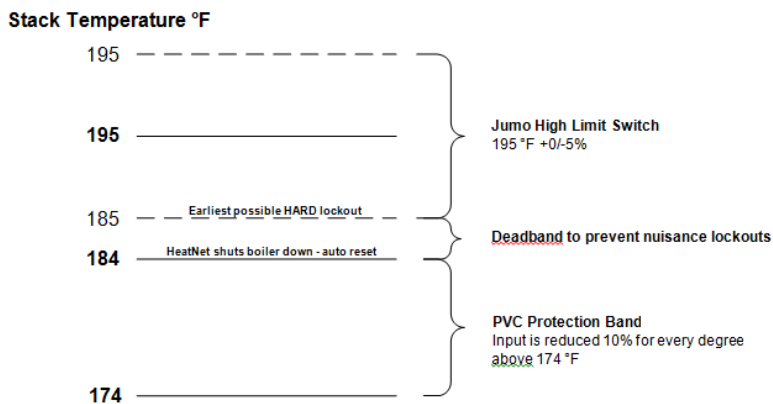 Stack Temperature ºF
195
195
Jumo High Limit Switch
195 °F +0/-5%
185
Earliest possible HARD lockout
Deadband to prevent nuisance lockouts
184
HeatNet shuts boiler down - auto reset
PVC Protection Band
Input is reduced 10% for every degree
above 174 °F
174